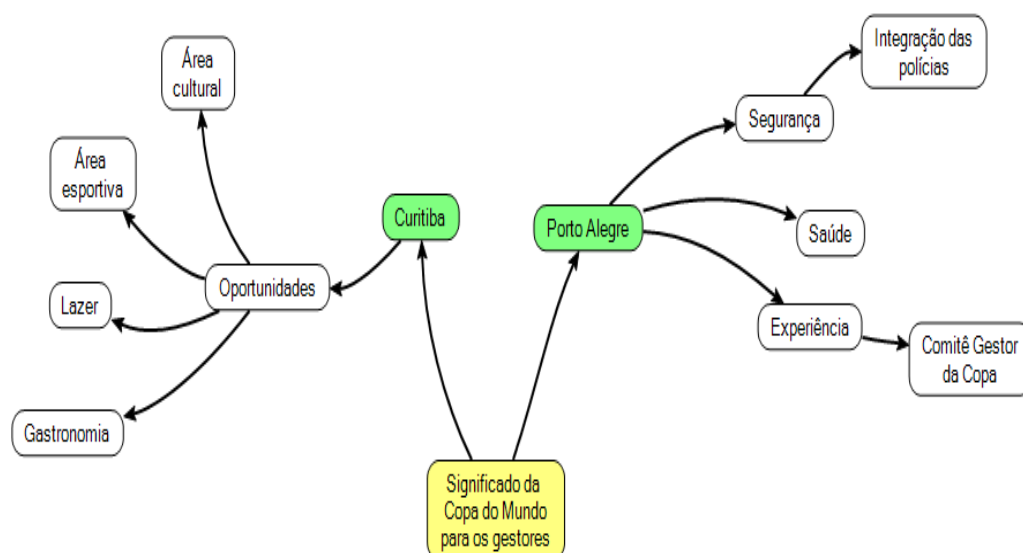 Área
cultural
Integração das
polícias
Segurança
Área
esportiva
Curitiba
Porto Alegre
Saúde
Oportunidades
Lazer
Experiência
Comitê Gestor
da Copa
Gastronomia
Significado da
Copa do Mundo
para os gestores